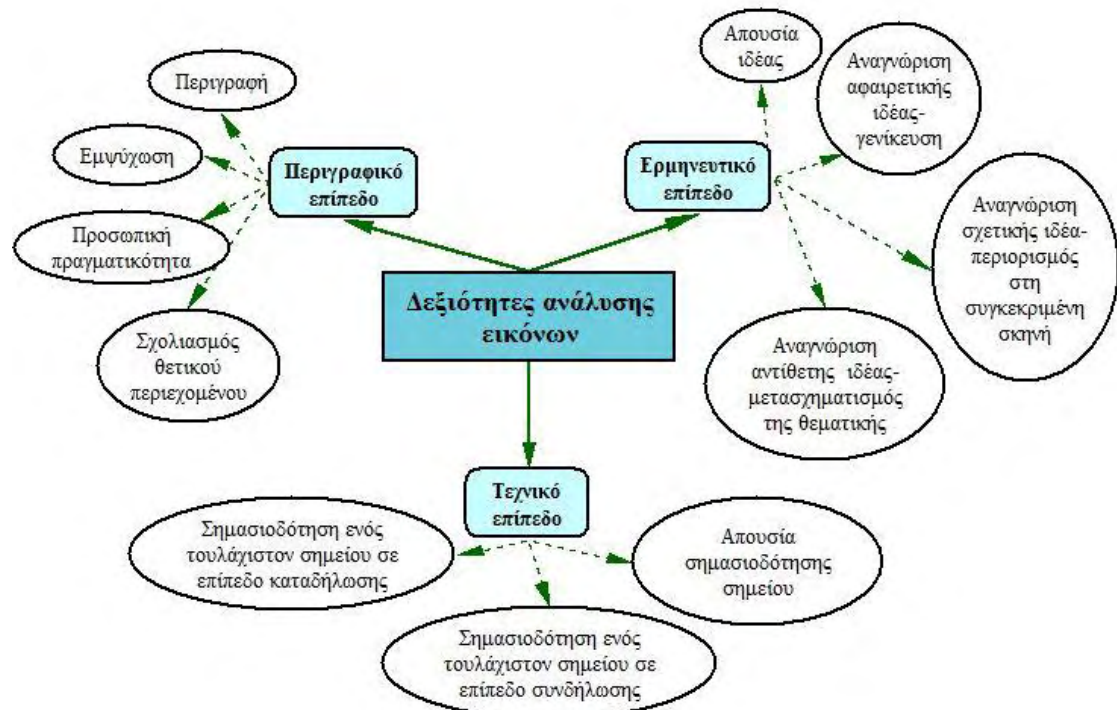 Περιγραφή
Εμψύχωση
Προσωπική
πραγματικότητα
Σχολιασμός
θετικού
περιεχομένου
Περιγραφικό
επίπεδο
Απουσία
ιδέας
Αναγνώριση
αφαιρετικής
ιδέας-
γενίκευση
Ερμηνευτικό
επίπεδο
Αναγνώριση
σχετικής ιδέα-
περιορισμός
στη
συγκεκριμένη
σκηνή
Αναγνώριση
αντίθετης ιδέας-
μετασχηματισμός
της θεματικής
Δεξιότητες ανάλυσης
εικόνων
Τεχνικό
επίπεδο
Σημασιοδότηση ενός
τουλάχιστον σημείου σε
επίπεδο καταδήλωσης
Απουσία
σημασιοδότησης
σημείου
Σημασιοδότηση ενός
τουλάχιστον σημείου σε
επίπεδο συνδήλωσης